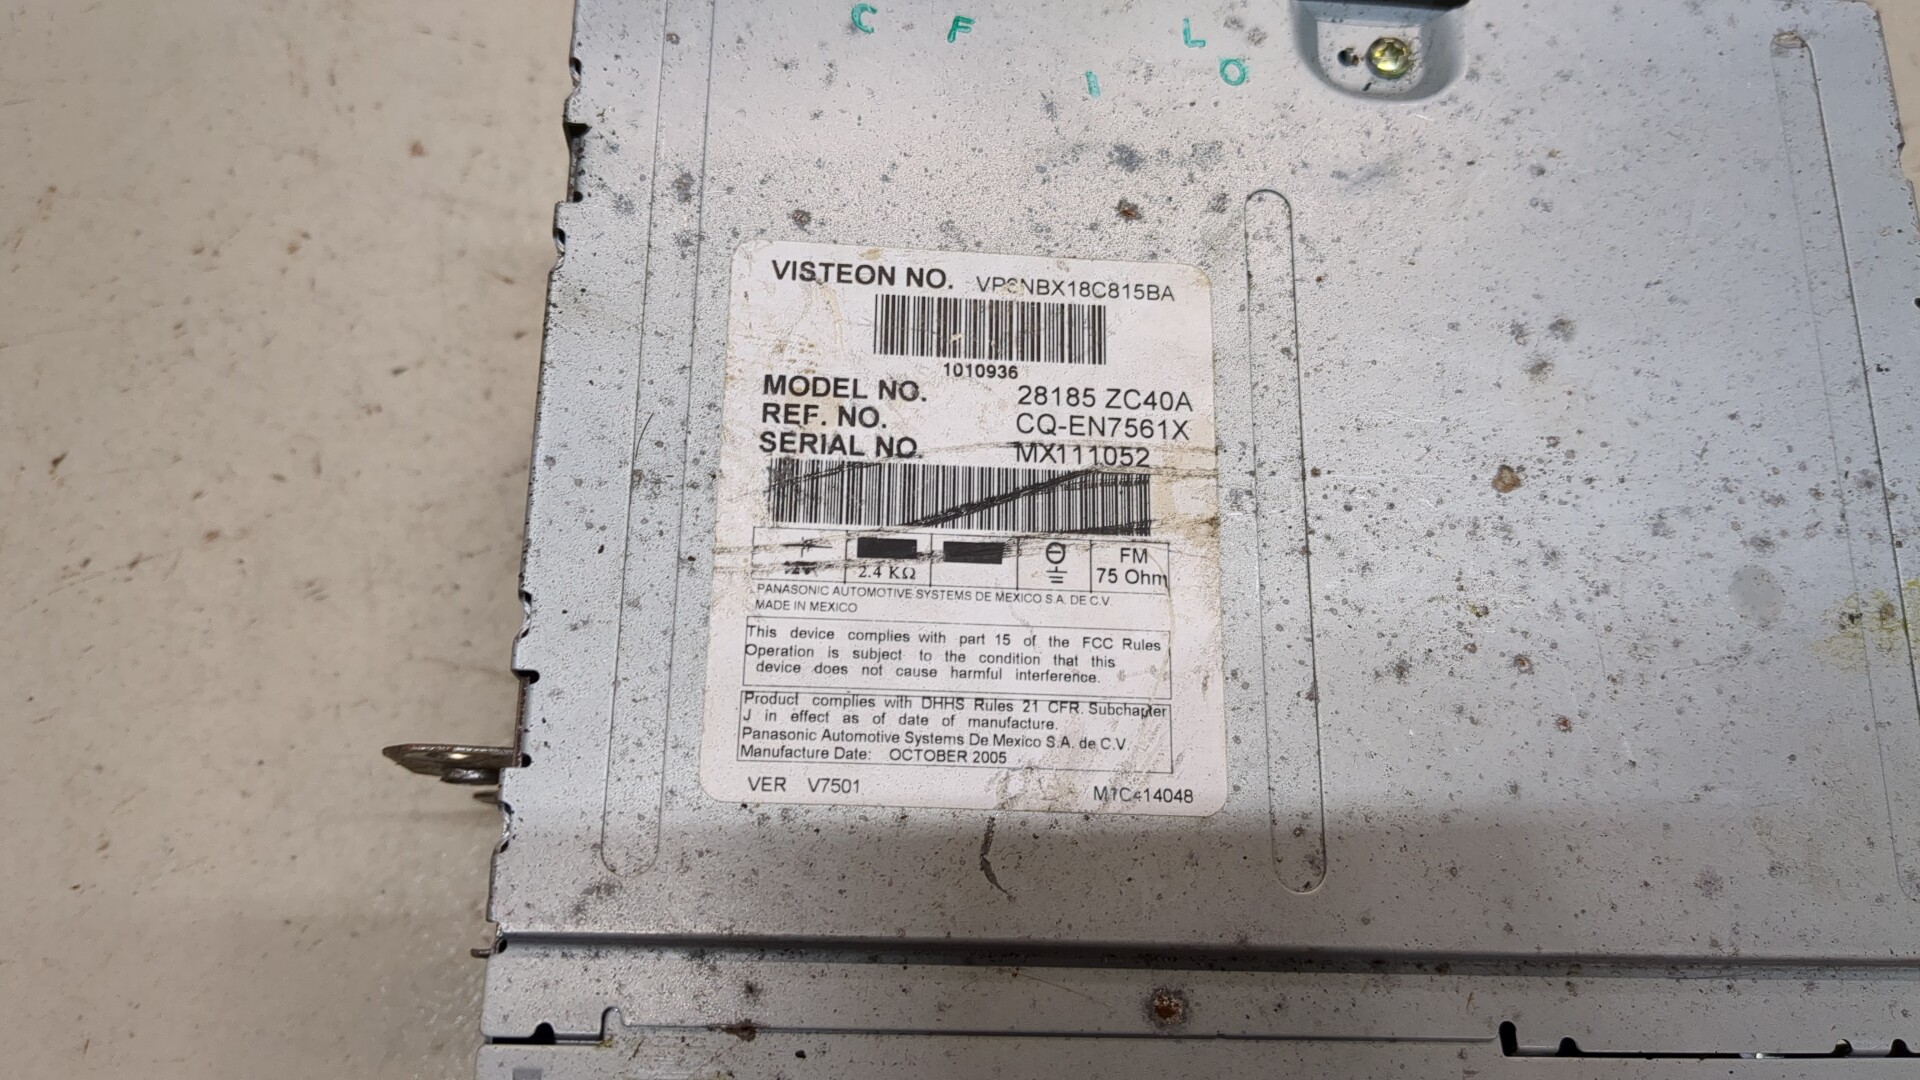 C F L
I O
VISTEON NO. VP6NBX18C815BA
1010936
MODEL NO. 28185 ZC40A
REF. NO. CQ-EN7561X
SERIAL NO. MX111052
2.4 KΩ
FM
75 Ohm
PANASONIC AUTOMOTIVE SYSTEMS DE MEXICO S.A. DE C.V.
MADE IN MEXICO
This device complies with part 15 of the FCC Rules
Operation is subject to the condition that this
device does not cause harmful interference.
Product complies with DHHS Rules 21 CFR. Subchapter
J in effect as of date of manufacture.
Panasonic Automotive Systems De Mexico S.A. de C.V.
Manufacture Date: OCTOBER 2005
VER V7501